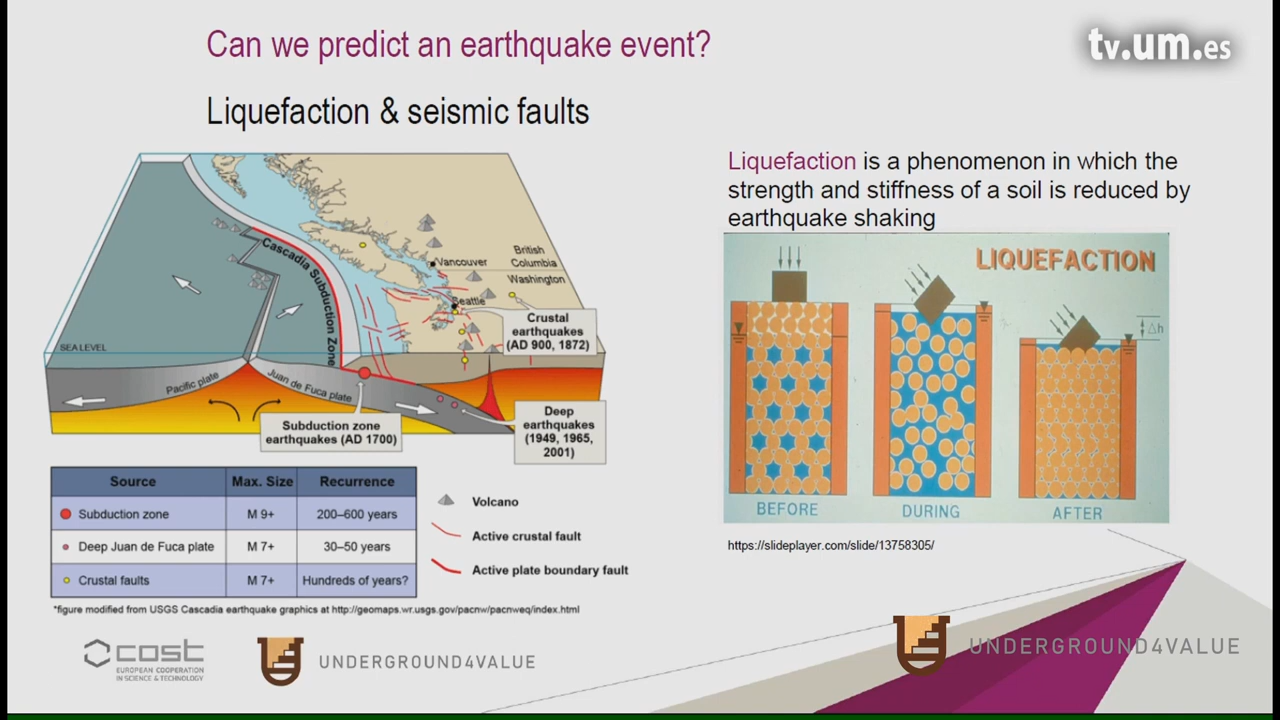 Can we predict an earthquake event?
tv.um.es
Liquefaction & seismic faults
Cascadia Subduction Zone
Vancouver
British
Columbia
Washington
Seattle
Crustal
earthquakes
(AD 900, 1872)
SEA LEVEL
Pacific plate
Juan de Fuca plate
Subduction zone
earthquakes (AD 1700)
Deep
earthquakes
(1949, 1965,
2001)
Source Max. Size Recurrence
Subduction zone M 9+ 200–600 years
Deep Juan de Fuca plate M 7+ 30–50 years
Crustal faults M 7+ Hundreds of years?
Volcano
Active crustal fault
Active plate boundary fault
*figure modified from USGS Cascadia earthquake graphics at http://geomaps.wr.usgs.gov/pacnw/pacnweq/index.html
Liquefaction is a phenomenon in which the
strength and stiffness of a soil is reduced by
earthquake shaking
LIQUEFACTION
Δh
BEFORE
DURING
AFTER
https://slideplayer.com/slide/13758305/
cost
EUROPEAN COOPERATION
IN SCIENCE & TECHNOLOGY
UNDERGROUND4VALUE
UNDERGROUND4VALUE